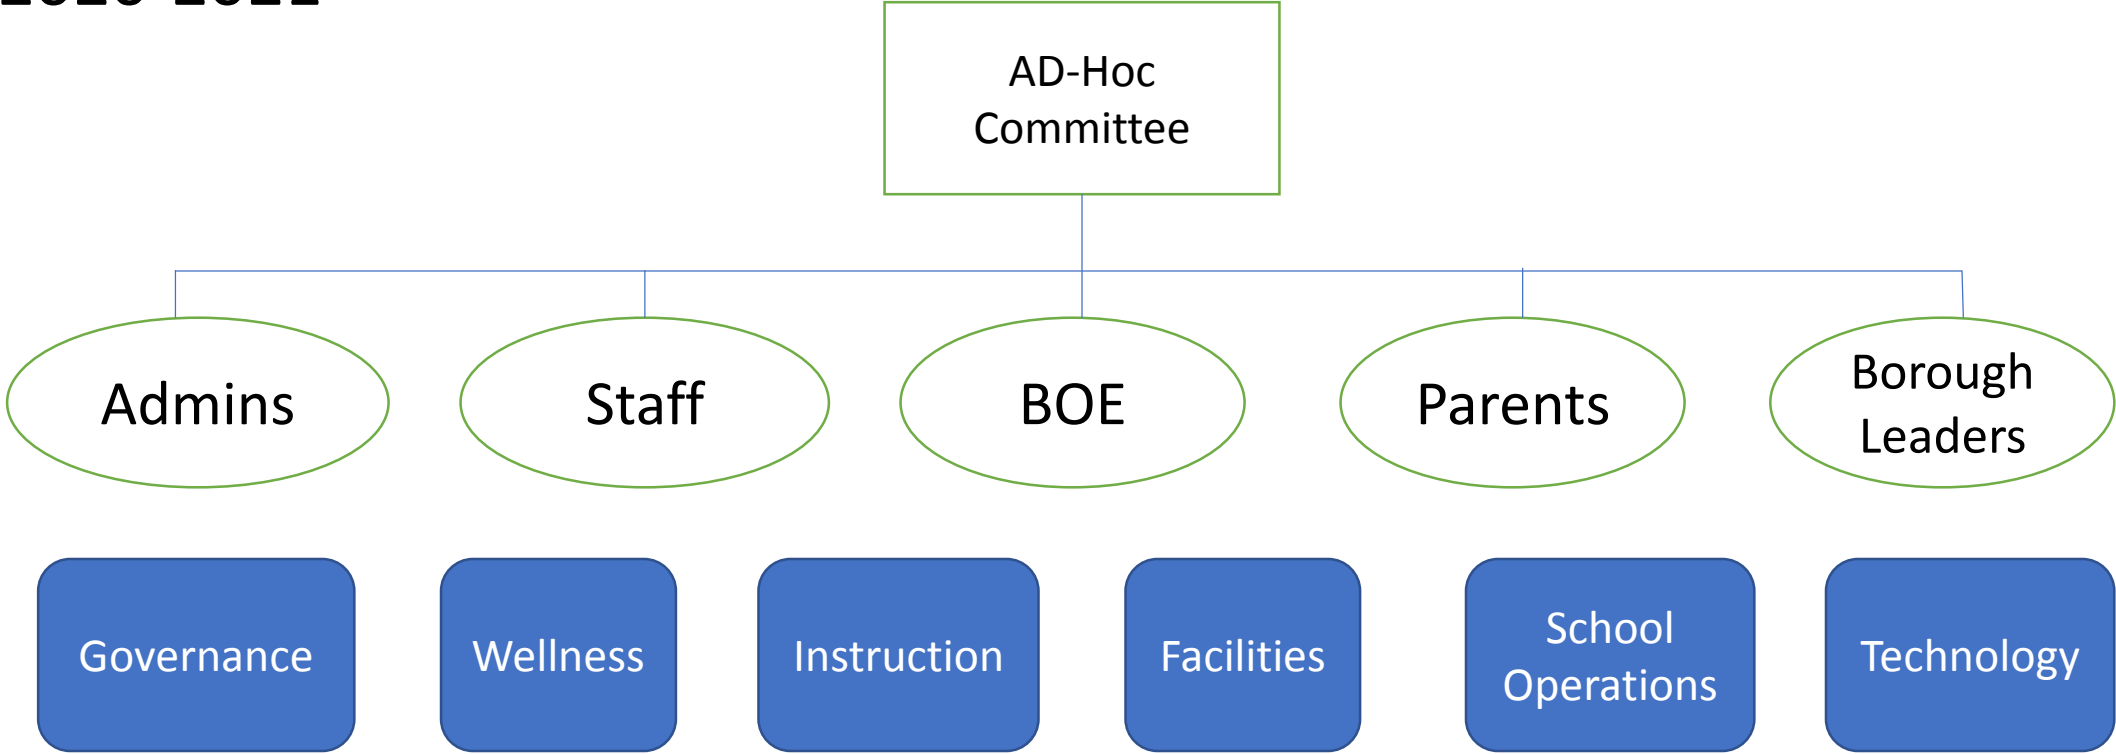 AD-Hoc
Committee
Admins
Staff
BOE
Parents
Borough
Leaders
Governance
Wellness
Instruction
Facilities
School
Operations
Technology